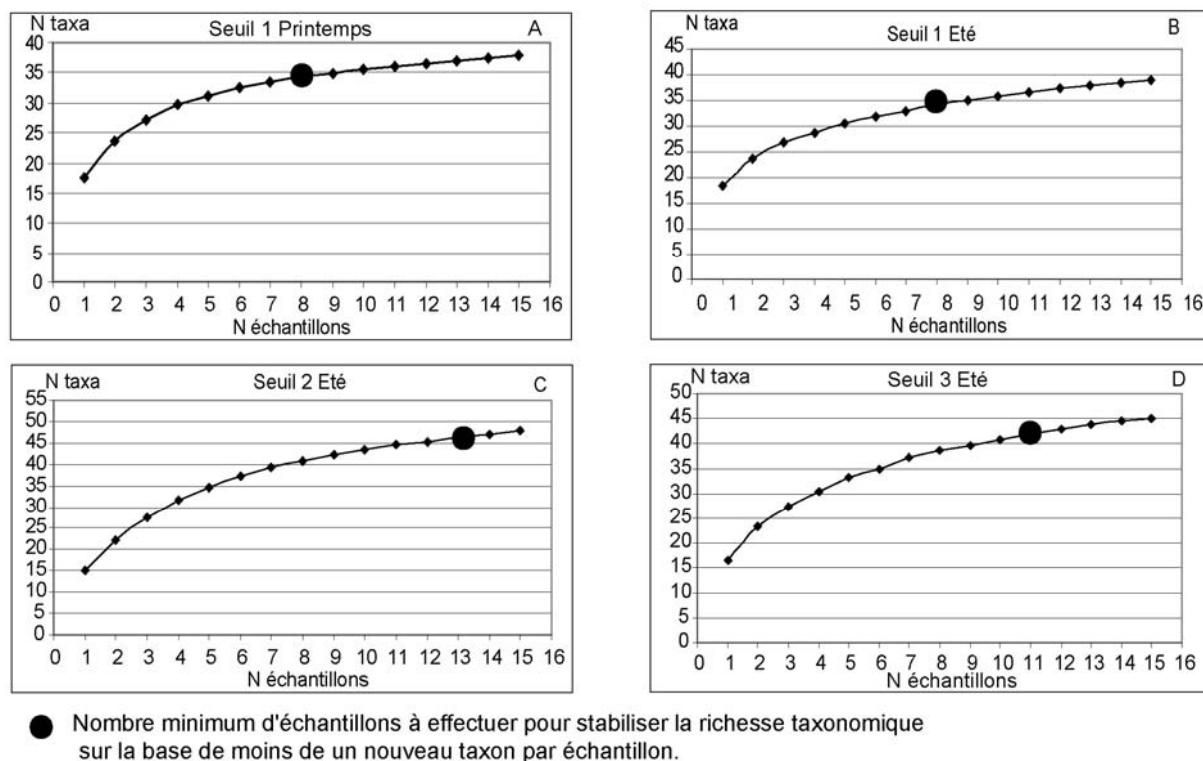 N taxa
Seuil 1 Printemps
A
40
35
30
25
20
15
10
5
0
0 1 2 3 4 5 6 7 8 9 10 11 12 13 14 15 16
N échantillons
N taxa
Seuil 1 Eté
B
45
40
35
30
25
20
15
10
5
0
0 1 2 3 4 5 6 7 8 9 10 11 12 13 14 15 16
N échantillons
N taxa
Seuil 2 Eté
C
55
50
45
40
35
30
25
20
15
10
5
0
0 1 2 3 4 5 6 7 8 9 10 11 12 13 14 15 16
N échantillons
N taxa
Seuil 3 Eté
D
50
45
40
35
30
25
20
15
10
5
0
0 1 2 3 4 5 6 7 8 9 10 11 12 13 14 15 16
N échantillons
Nombre minimum d'échantillons à effectuer pour stabiliser la richesse taxonomique
sur la base de moins de un nouveau taxon par échantillon.